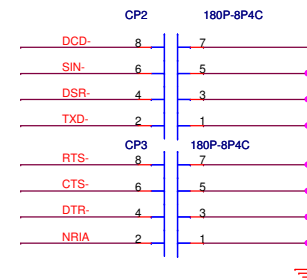 CP2 180P-8P4C
DCD- 8 7
SIN- 6 5
DSR- 4 3
TXD- 2 1
CP3 180P-8P4C
RTS- 8 7
CTS- 6 5
DTR- 4 3
NRIA 2 1